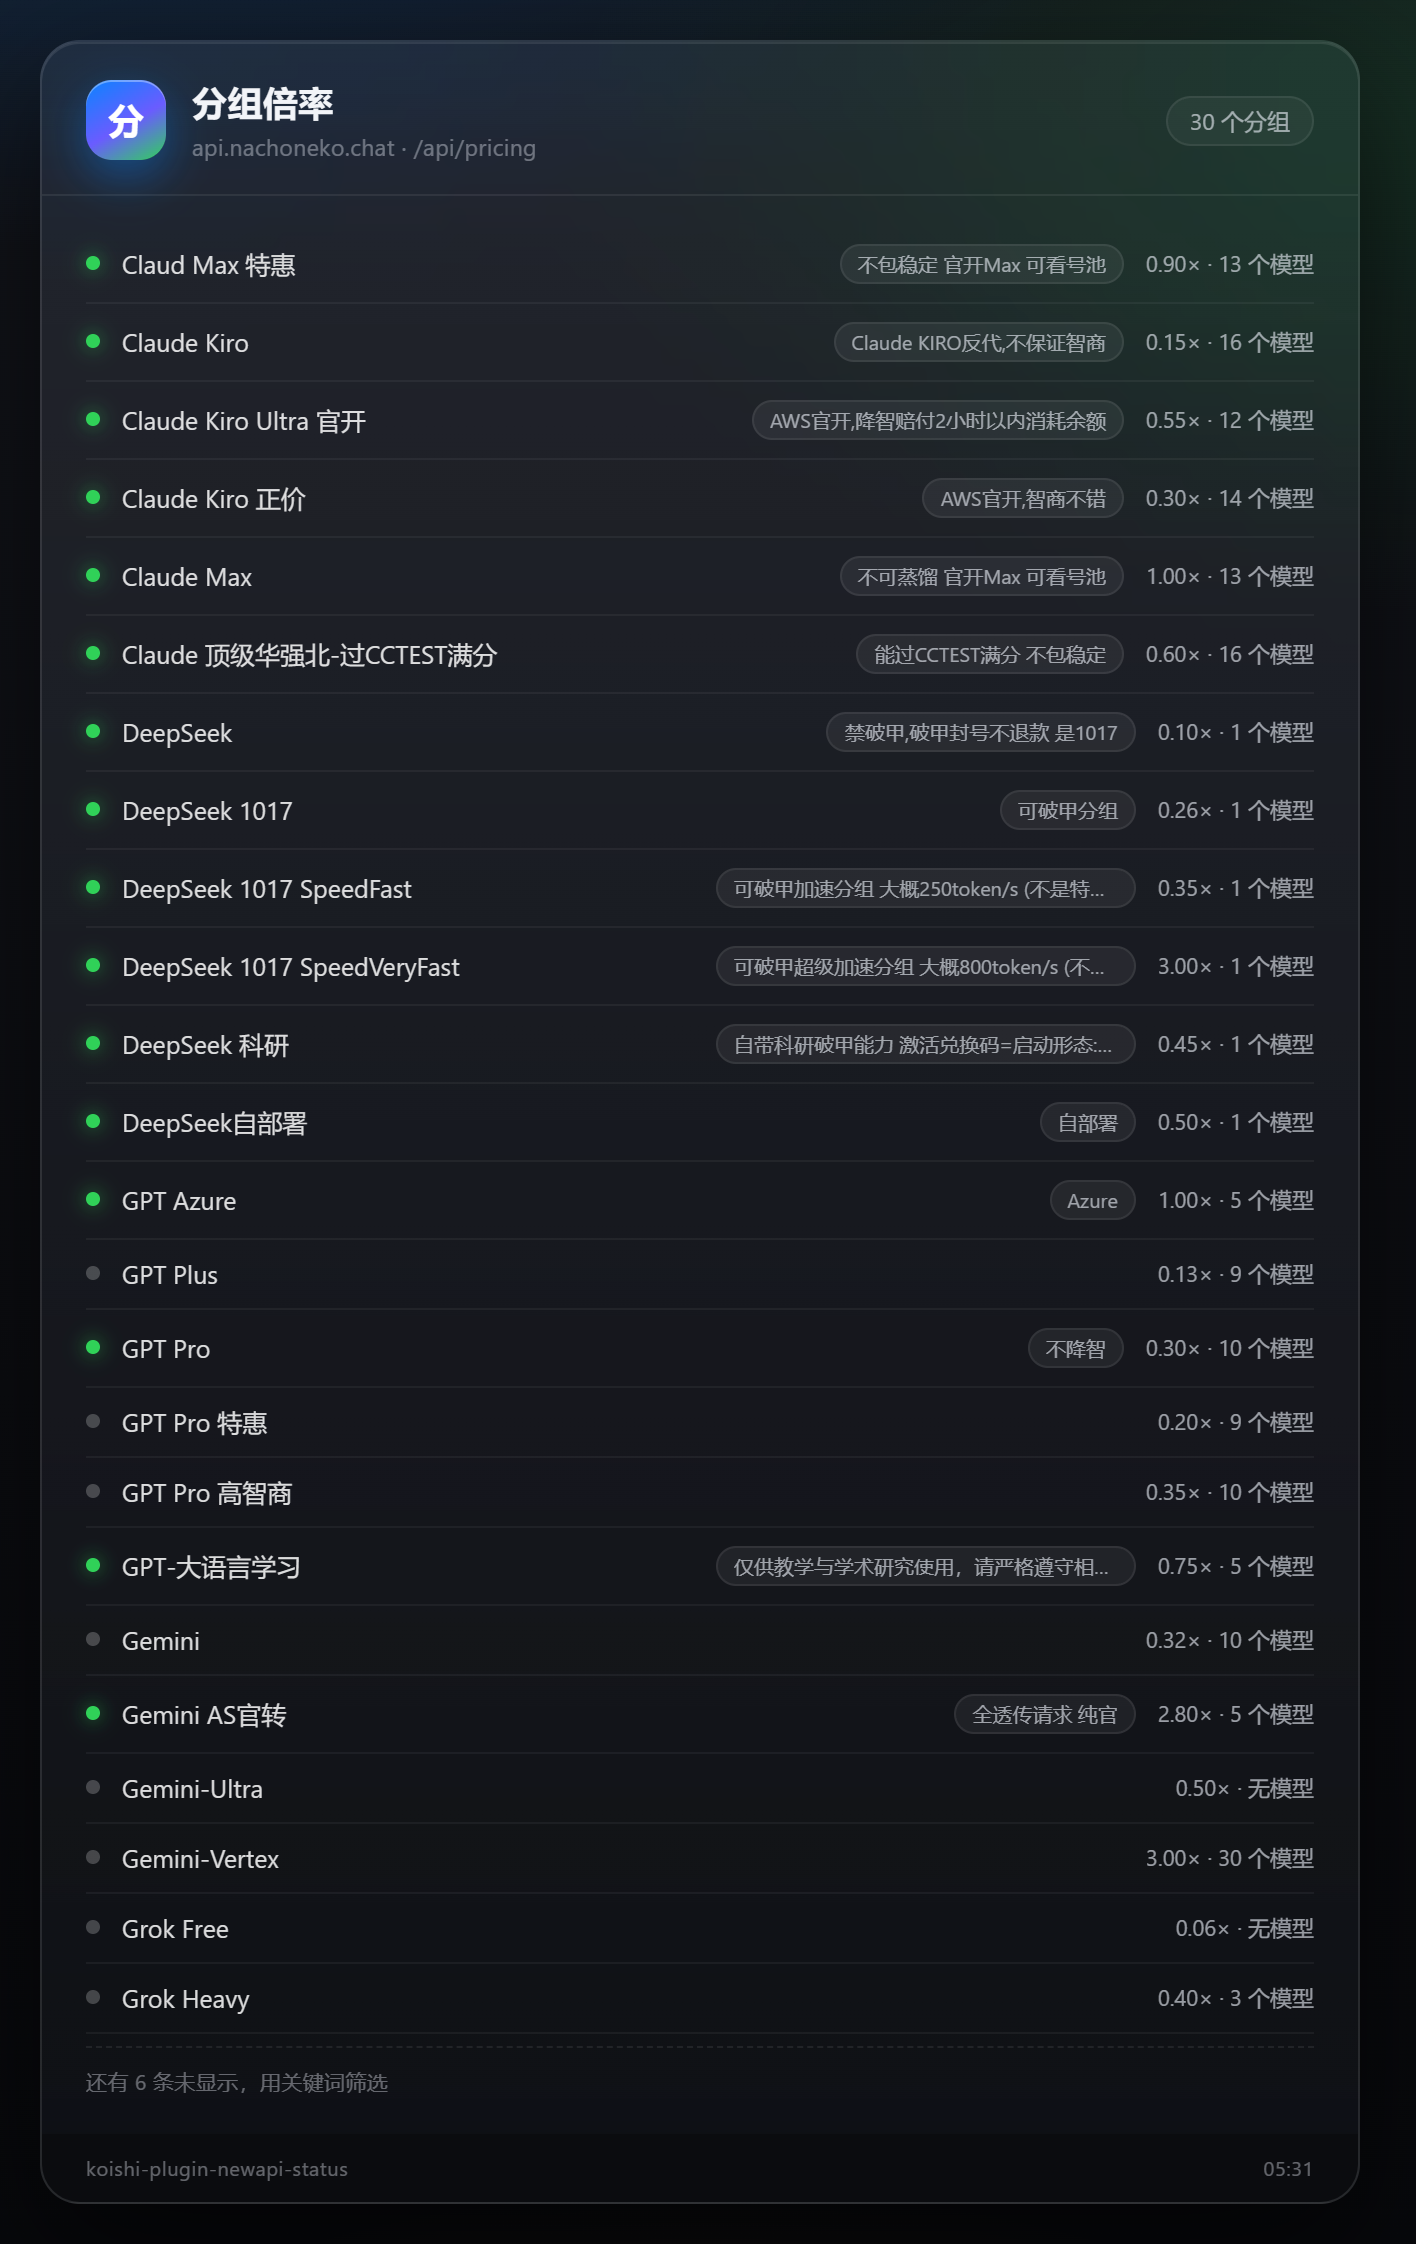 分
分组倍率
api.nachoneko.chat · /api/pricing
30 个分组
Claud Max 特惠 不包稳定 官开Max 可看号池 0.90× · 13 个模型
Claude Kiro Claude KIRO反代,不保证智商 0.15× · 16 个模型
Claude Kiro Ultra 官开 AWS官开,降智赔付2小时以内消耗余额 0.55× · 12 个模型
Claude Kiro 正价 AWS官开,智商不错 0.30× · 14 个模型
Claude Max 不可蒸馏 官开Max 可看号池 1.00× · 13 个模型
Claude 顶级华强北-过CCTEST满分 能过CCTEST满分 不包稳定 0.60× · 16 个模型
DeepSeek 禁破甲,破甲封号不退款 是1017 0.10× · 1 个模型
DeepSeek 1017 可破甲分组 0.26× · 1 个模型
DeepSeek 1017 SpeedFast 可破甲加速分组 大概250token/s (不是特... 0.35× · 1 个模型
DeepSeek 1017 SpeedVeryFast 可破甲超级加速分组 大概800token/s (不... 3.00× · 1 个模型
DeepSeek 科研 自带科研破甲能力 激活兑换码=启动形态:... 0.45× · 1 个模型
DeepSeek自部署 自部署 0.50× · 1 个模型
GPT Azure Azure 1.00× · 5 个模型
GPT Plus 0.13× · 9 个模型
GPT Pro 不降智 0.30× · 10 个模型
GPT Pro 特惠 0.20× · 9 个模型
GPT Pro 高智商 0.35× · 10 个模型
GPT-大语言学习 仅供教学与学术研究使用，请严格遵守相... 0.75× · 5 个模型
Gemini 0.32× · 10 个模型
Gemini AS官转 全透传请求 纯官 2.80× · 5 个模型
Gemini-Ultra 0.50× · 无模型
Gemini-Vertex 3.00× · 30 个模型
Grok Free 0.06× · 无模型
Grok Heavy 0.40× · 3 个模型
还有 6 条未显示，用关键词筛选
koishi-plugin-newapi-status 05:31